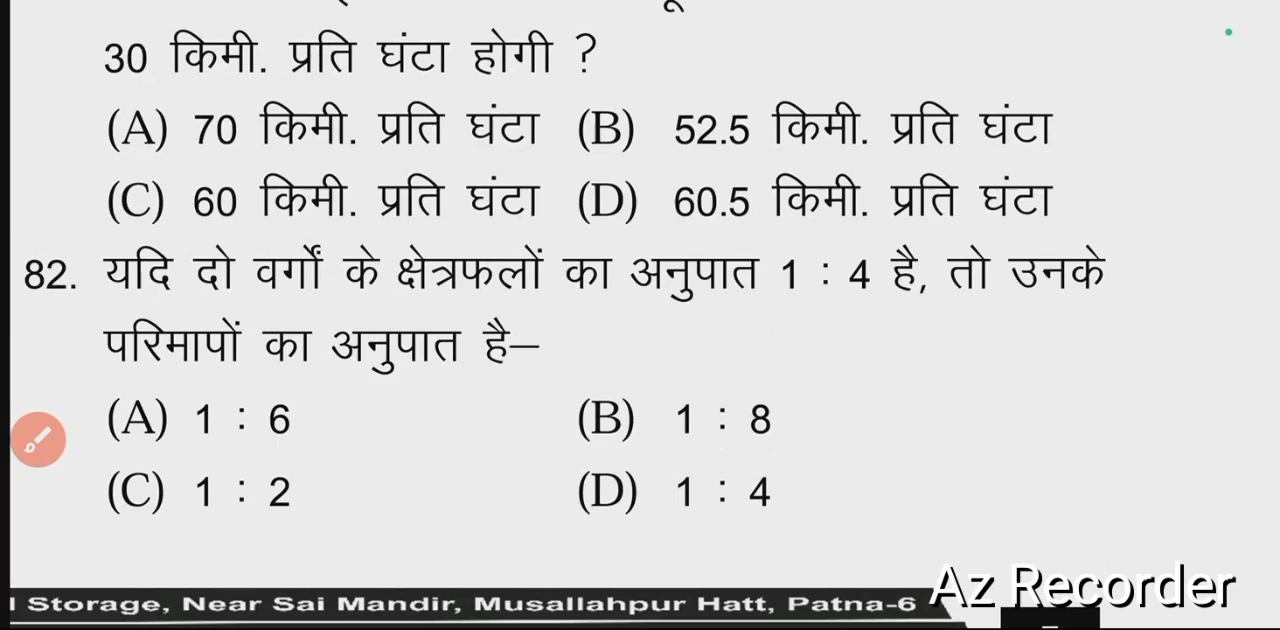 30 किमी. प्रति घंटा होगी ?
(A) 70 किमी. प्रति घंटा (B) 52.5 किमी. प्रति घंटा
(C) 60 किमी. प्रति घंटा (D) 60.5 किमी. प्रति घंटा
82. यदि दो वर्गों के क्षेत्रफलों का अनुपात 1 : 4 है, तो उनके
परिमापों का अनुपात है–
(A) 1 : 6 (B) 1 : 8
(C) 1 : 2 (D) 1 : 4
Storage, Near Sai Mandir, Musallahpur Hatt, Patna-6
Az Recorder